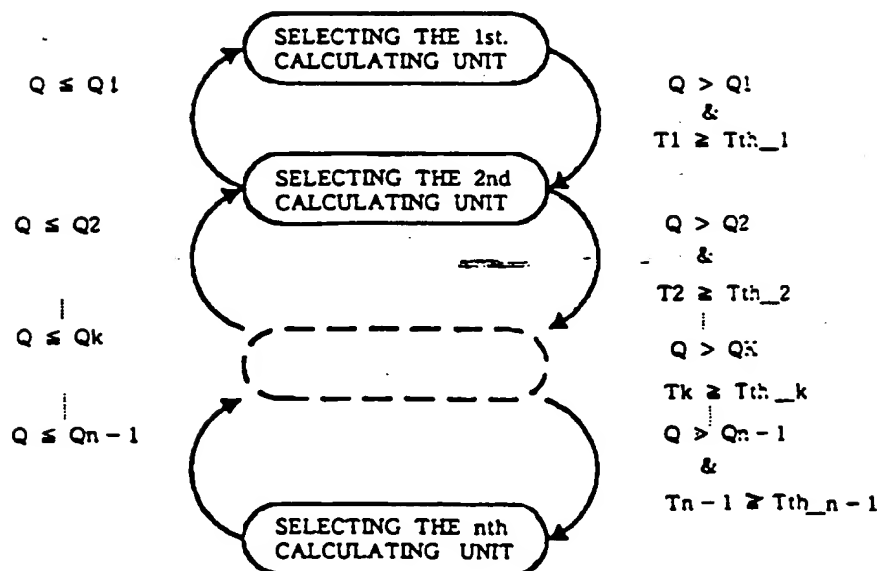 SELECTING THE 1st.
CALCULATING UNIT
Q ≦ Q1
Q > Q1
&
T1 ≧ Tth_1
SELECTING THE 2nd
CALCULATING UNIT
Q ≦ Q2
Q > Q2
&
T2 ≧ Tth_2
Q ≦ Qk
Q > QK
Tk ≧ Tth_k
Q ≦ Qn-1
Q > Qn-1
&
Tn-1 ≧ Tth_n-1
SELECTING THE nth
CALCULATING UNIT